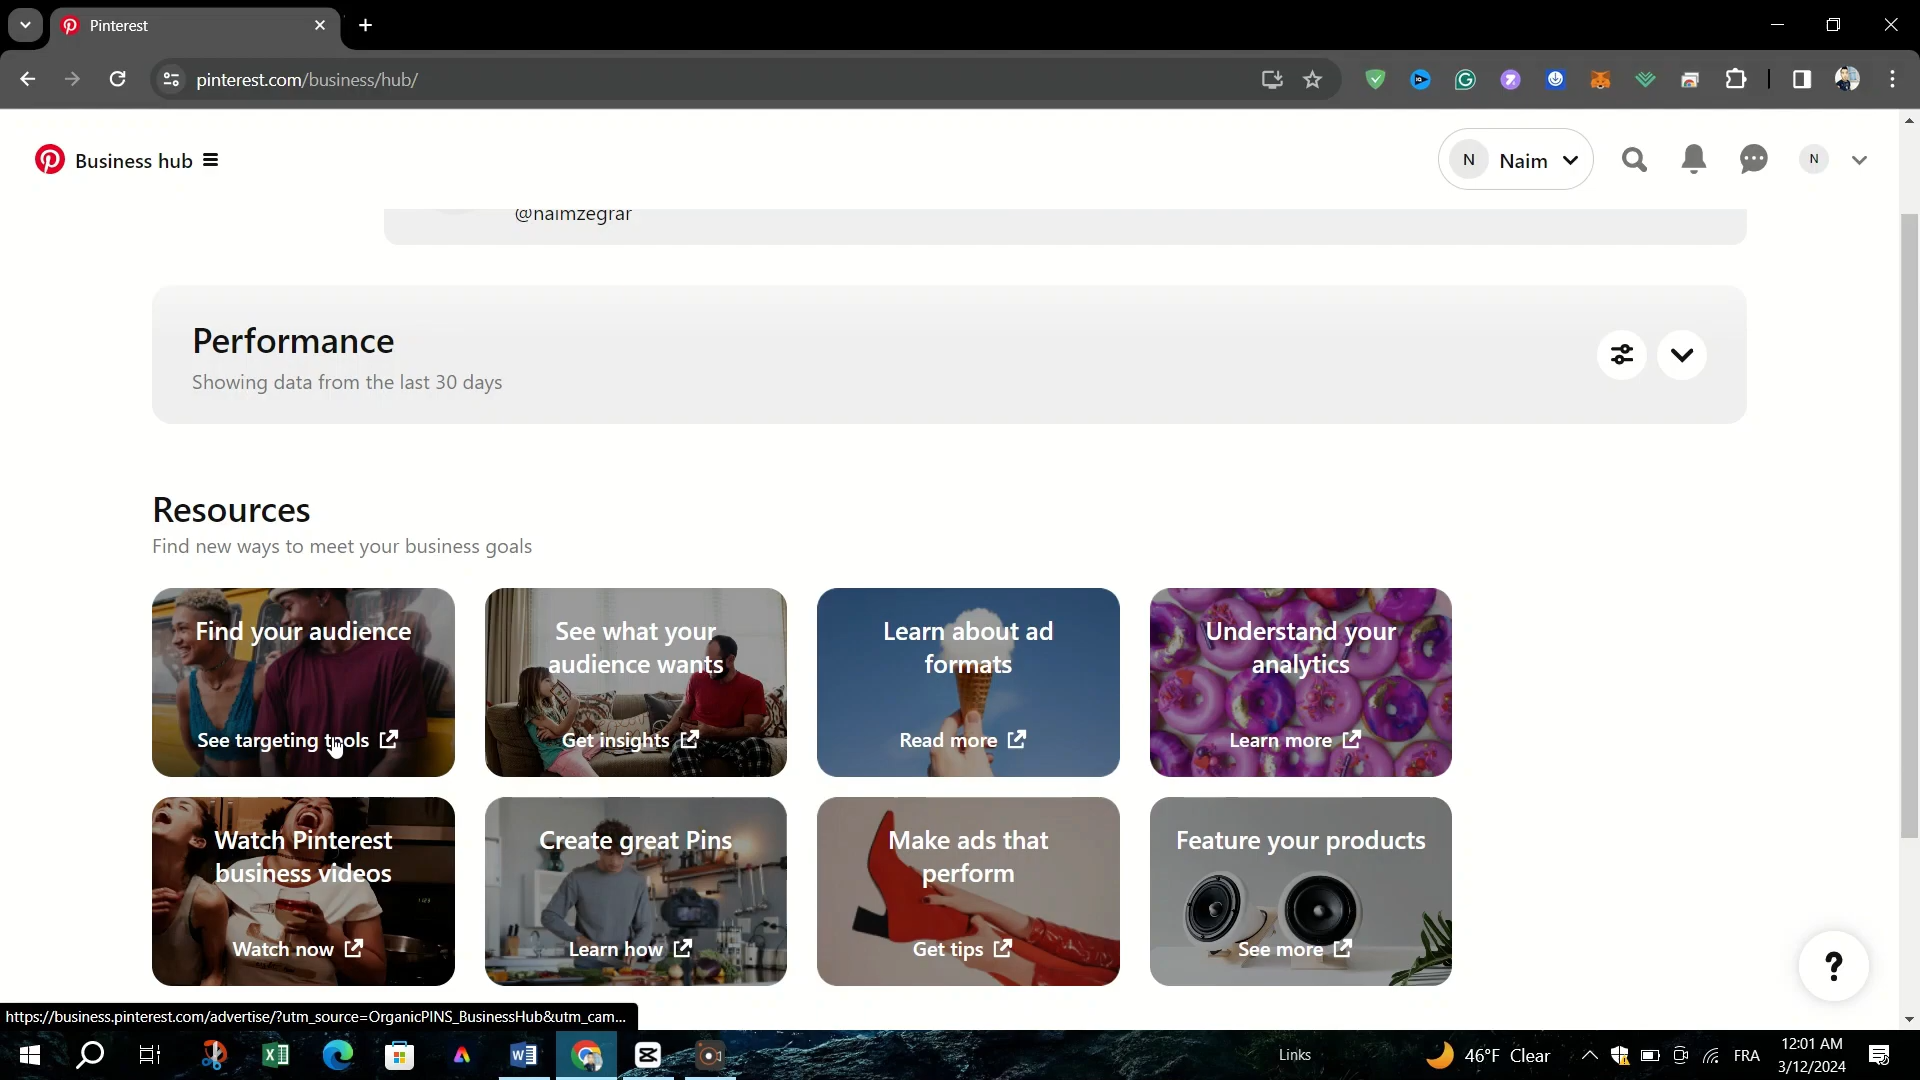 Pinterest
pinterest.com/business/hub/
Business hub
N Naim
N
@naimzegrar
Performance
Showing data from the last 30 days
Resources
Find new ways to meet your business goals
Find your audience
See targeting tools
See what your
audience wants
Get insights
Learn about ad
formats
Read more
Understand your
analytics
Learn more
Watch Pinterest
business videos
Watch now
Create great Pins
Learn how
Make ads that
perform
Get tips
Feature your products
See more
?
https://business.pinterest.com/advertise/?utm_source=OrganicPINS_BusinessHub&utm_cam...
Links
46°F Clear
FRA
12:01 AM
3/12/2024